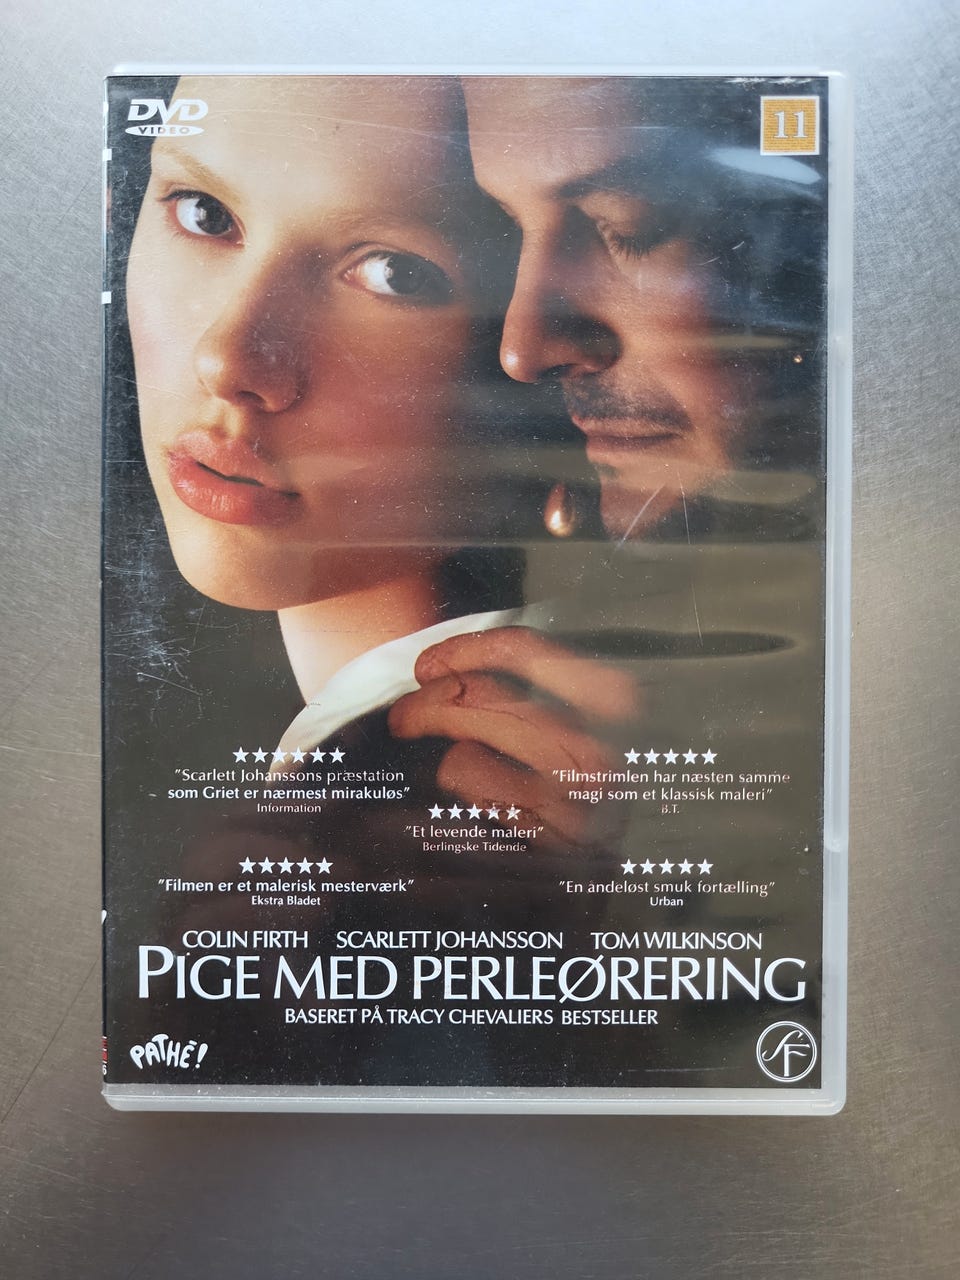 DVD
VIDEO
11
★★★★★★
"Scarlett Johanssons præstation
som Griet er nærmest mirakuløs"
Information
★★★★★
"Filmstrimlen har næsten samme
magi som et klassisk maleri"
B.T.
★★★★★
"Et levende maleri"
Berlingske Tidende
★★★★★
"Filmen er et malerisk mesterværk"
Ekstra Bladet
★★★★★
"En åndeløst smuk fortælling"
Urban
COLIN FIRTH SCARLETT JOHANSSON TOM WILKINSON
PIGE MED PERLEØRERING
BASERET PÅ TRACY CHEVALIERS BESTSELLER
PATHÉ!
SF